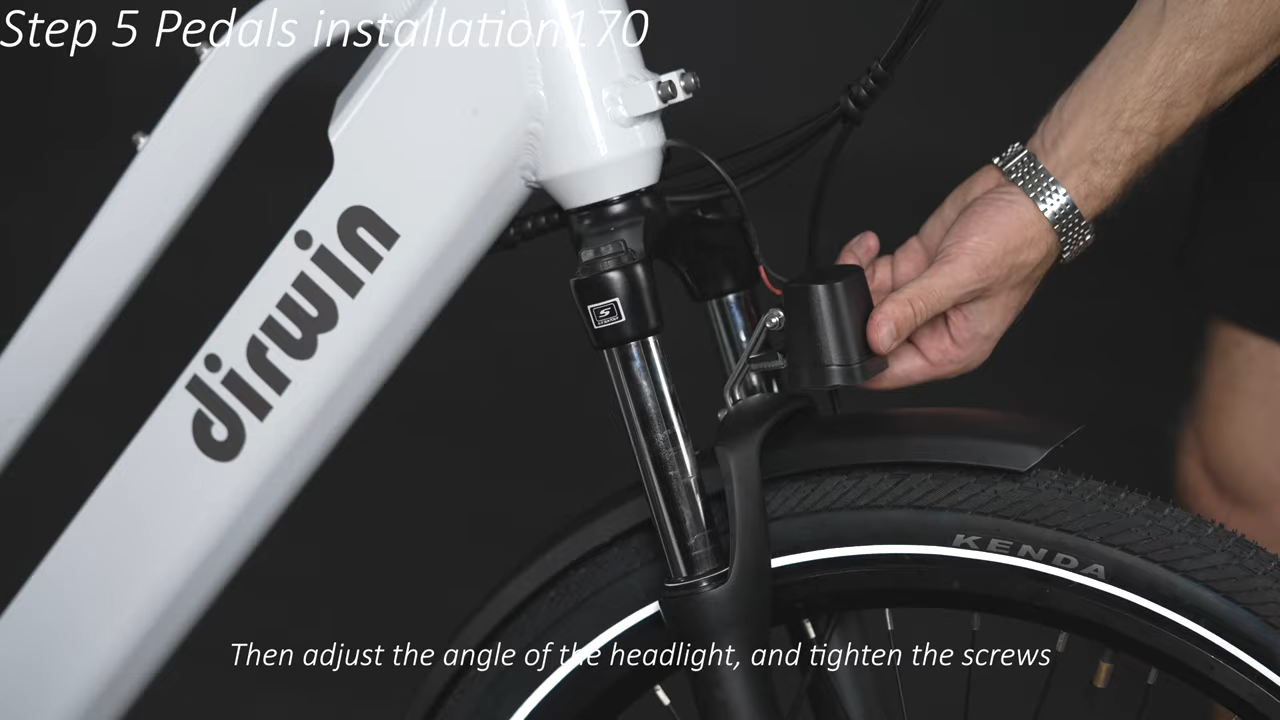 Step 5 Pedals installation170
dirwin
S
KENDA
Then adjust the angle of the headlight, and tighten the screws